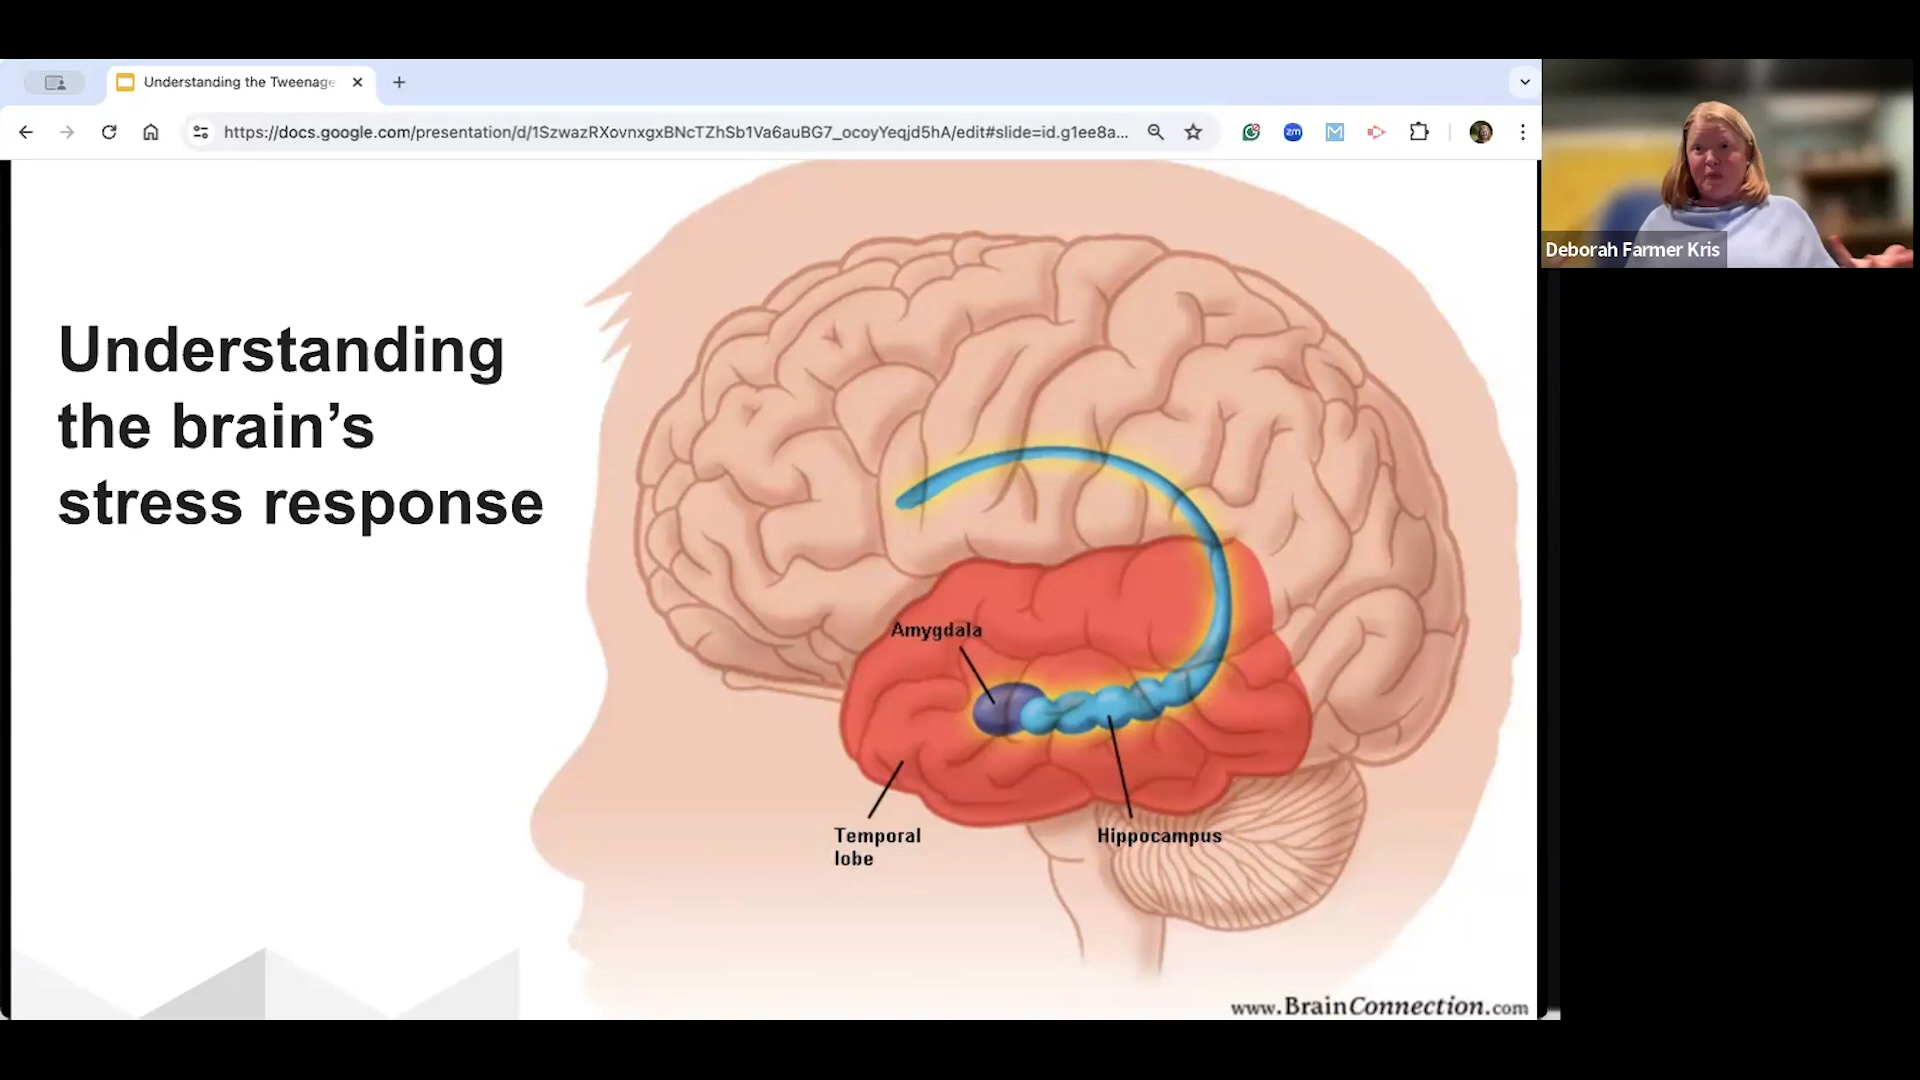 Understanding the Tweenage
https://docs.google.com/presentation/d/1SzwazRXovnxgxBNcTZhSb1Va6auBG7_ocoyYeqjd5hA/edit#slide=id.g1ee8a...
zm
M
Deborah Farmer Kris
Understanding
the brain’s
stress response
Amygdala
Temporal
lobe
Hippocampus
www.BrainConnection.com